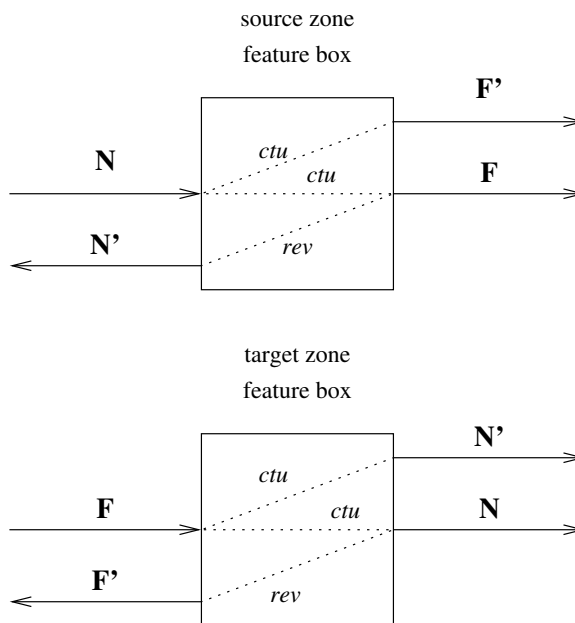 source zone
feature box
F’
ctu
N
ctu
F
N’
rev
target zone
feature box
N’
ctu
F
ctu
N
F’
rev